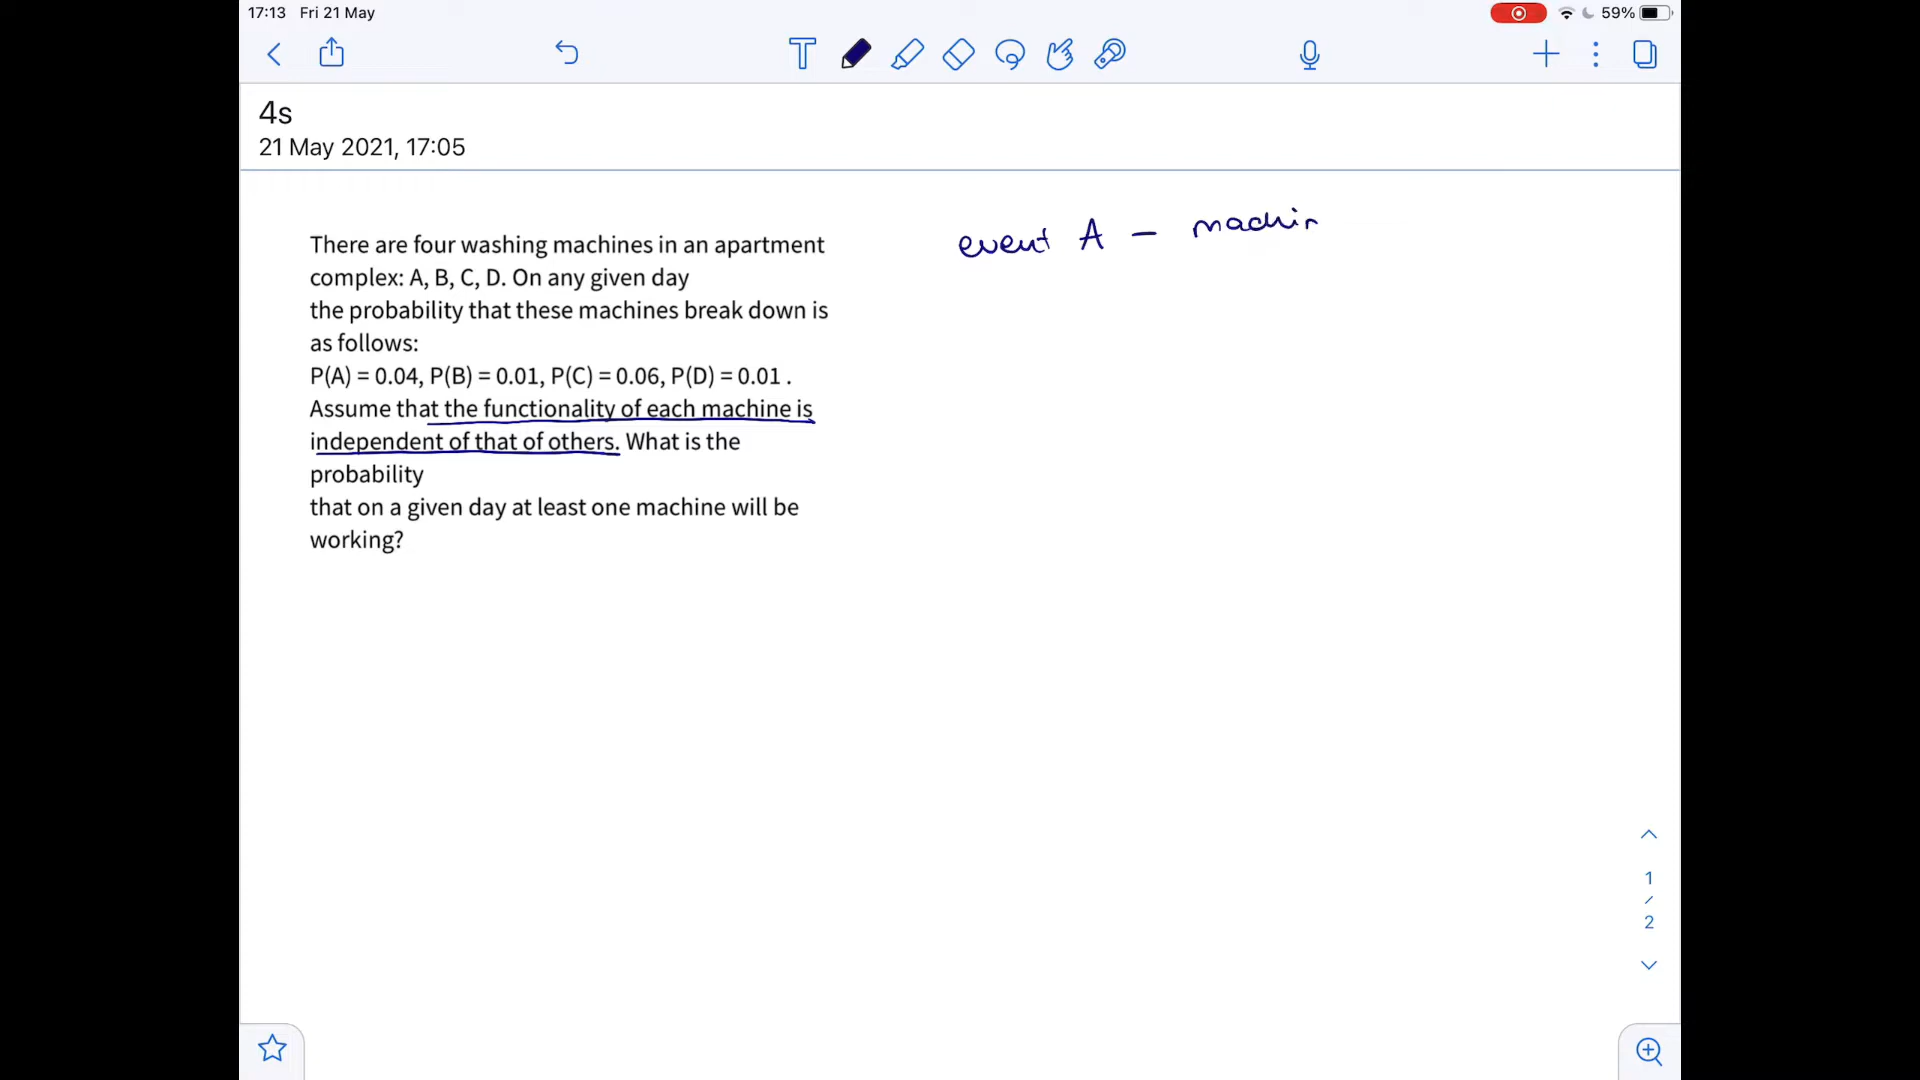 17:13 Fri 21 May
59%
4s
21 May 2021, 17:05
event A – machin
There are four washing machines in an apartment
complex: A, B, C, D. On any given day
the probability that these machines break down is
as follows:
P(A) = 0.04, P(B) = 0.01, P(C) = 0.06, P(D) = 0.01 .
Assume that the functionality of each machine is
independent of that of others. What is the
probability
that on a given day at least one machine will be
working?
1
/
2